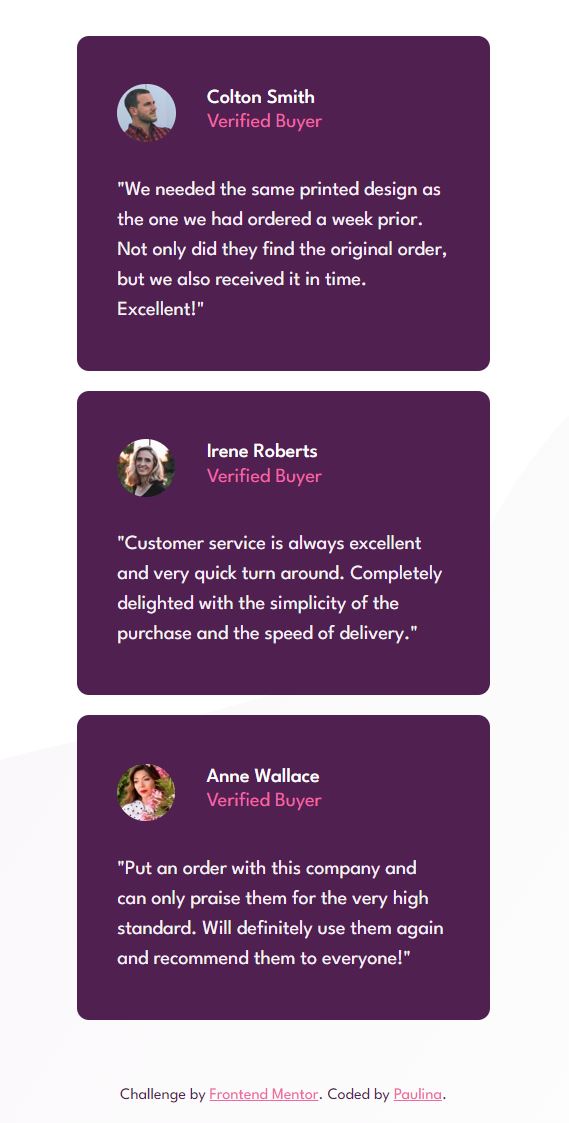 Colton Smith
Verified Buyer
"We needed the same printed design as
the one we had ordered a week prior.
Not only did they find the original order,
but we also received it in time.
Excellent!"
Irene Roberts
Verified Buyer
"Customer service is always excellent
and very quick turn around. Completely
delighted with the simplicity of the
purchase and the speed of delivery."
Anne Wallace
Verified Buyer
"Put an order with this company and
can only praise them for the very high
standard. Will definitely use them again
and recommend them to everyone!"
Challenge by Frontend Mentor. Coded by Paulina.